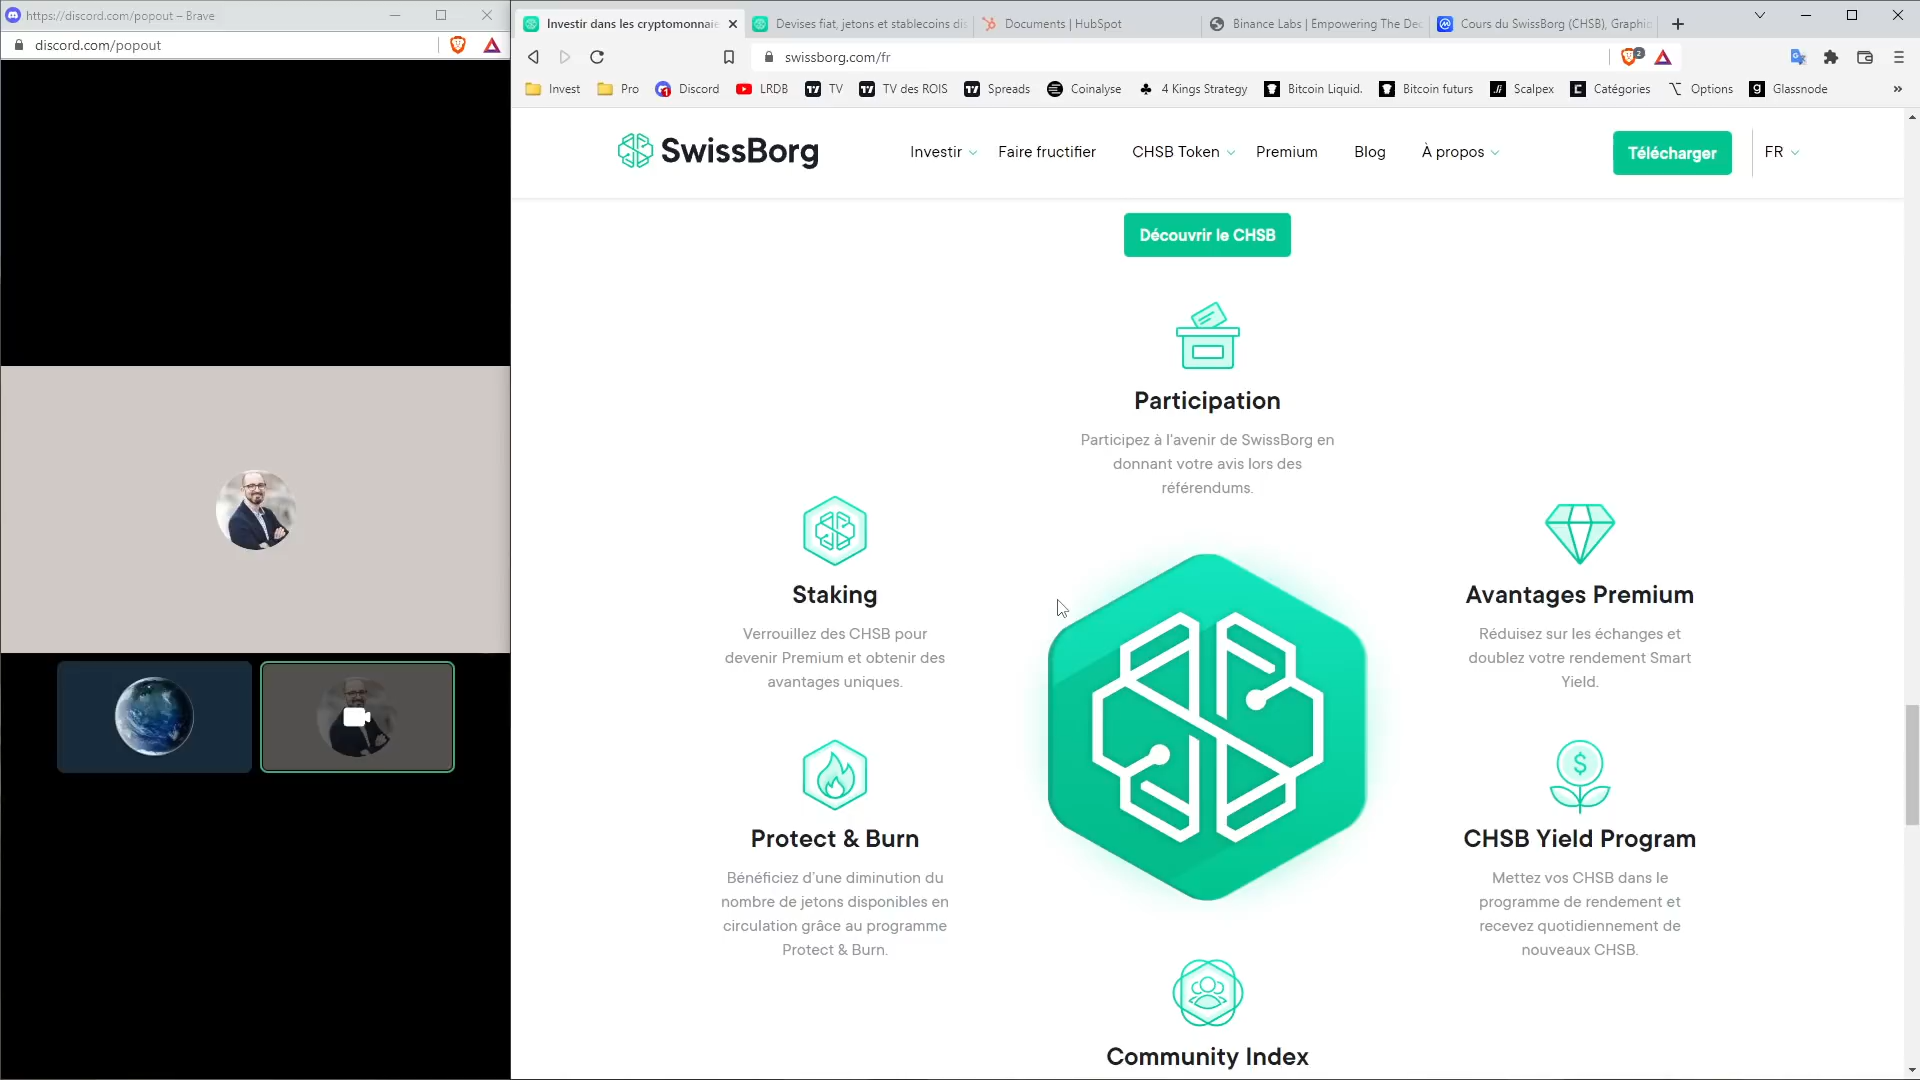 https://discord.com/popout – Brave
discord.com/popout
Investir dans les cryptomonnaie
Devises fiat, jetons et stablecoins dis
Documents | HubSpot
Binance Labs | Empowering The Dec
Cours du SwissBorg (CHSB), Graphic
swissborg.com/fr
2
Invest
Pro
Discord
LRDB
TV
TV des ROIS
Spreads
Coinalyse
4 Kings Strategy
Bitcoin Liquid.
Bitcoin futurs
Scalpex
Catégories
Options
Glassnode
SwissBorg
Investir
Faire fructifier
CHSB Token
Premium
Blog
À propos
Télécharger
FR
Découvrir le CHSB
Participation
Participez à l'avenir de SwissBorg en
donnant votre avis lors des
référendums.
Staking
Verrouillez des CHSB pour
devenir Premium et obtenir des
avantages uniques.
Avantages Premium
Réduisez sur les échanges et
doublez votre rendement Smart
Yield.
Protect & Burn
Bénéficiez d'une diminution du
nombre de jetons disponibles en
circulation grâce au programme
Protect & Burn.
$
CHSB Yield Program
Mettez vos CHSB dans le
programme de rendement et
recevez quotidiennement de
nouveaux CHSB.
Community Index